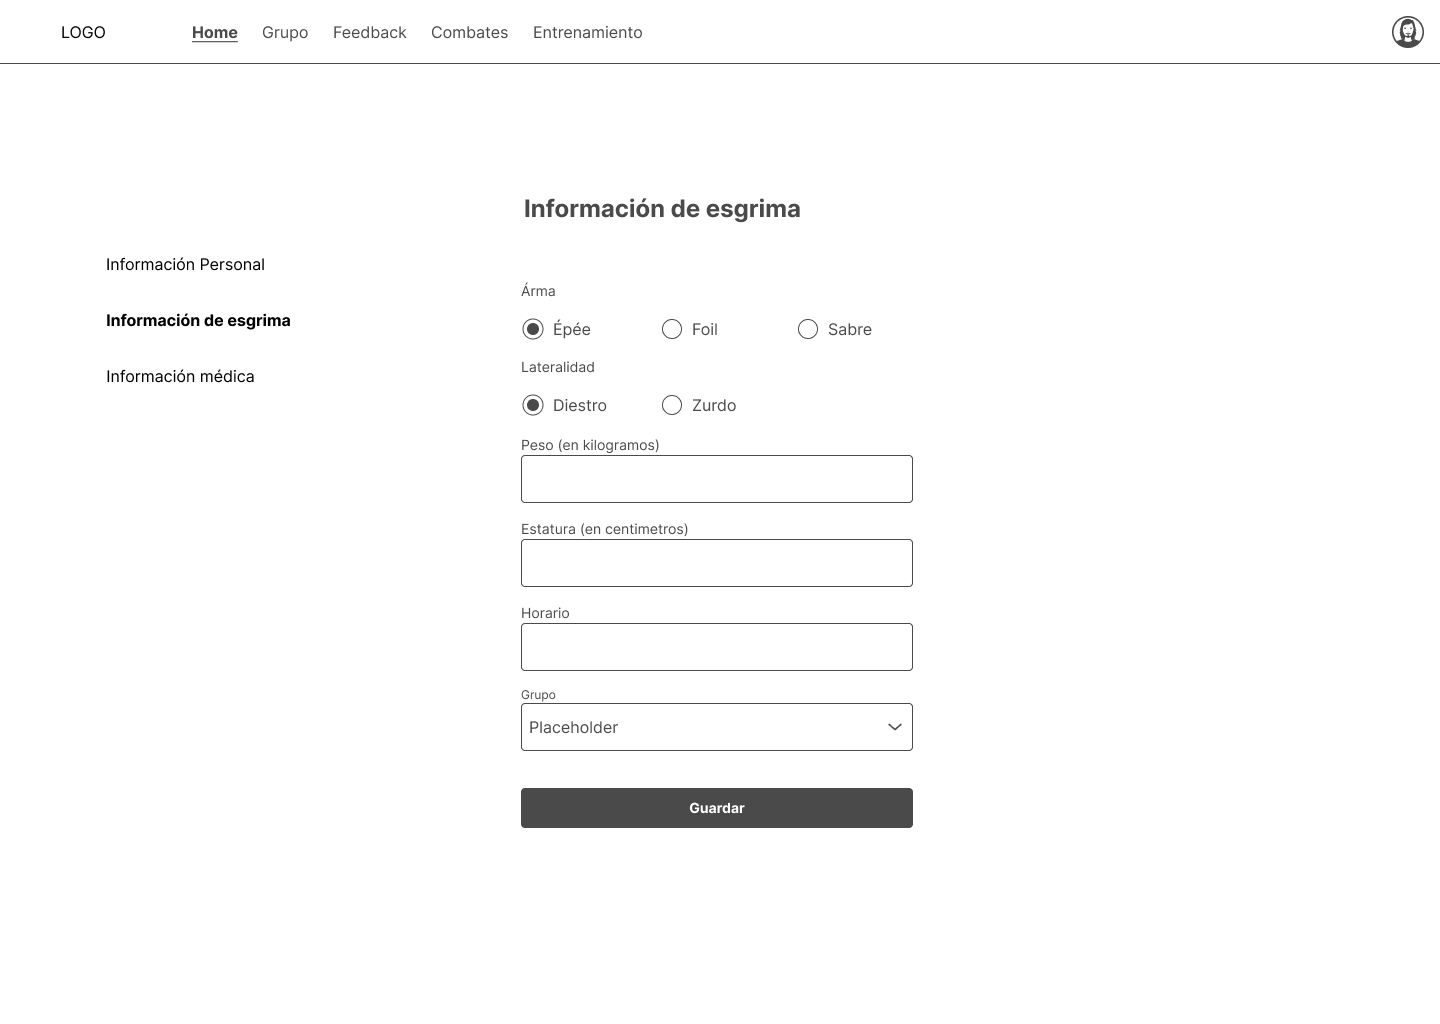 LOGO
Home Grupo Feedback Combates Entrenamiento
Información de esgrima
Información Personal
Información de esgrima
Información médica
Árma
Épée Foil Sabre
Lateralidad
Diestro Zurdo
Peso (en kilogramos)
Estatura (en centimetros)
Horario
Grupo
Placeholder
Guardar